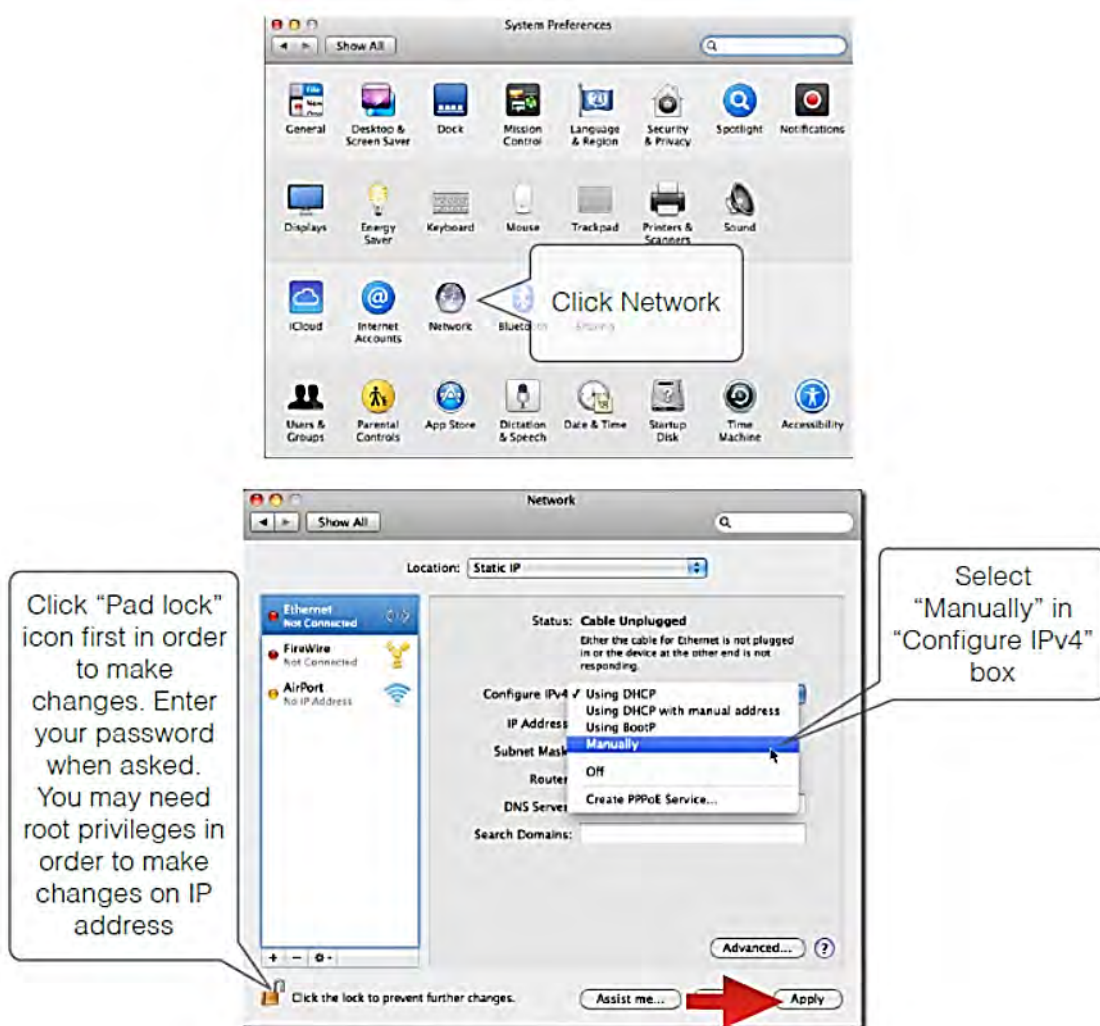 System Preferences
Show All
General
Desktop &
Screen Saver
Dock
Mission
Control
Language
& Region
Security
& Privacy
Spotlight
Notifications
Displays
Energy
Saver
Keyboard
Mouse
Trackpad
Printers &
Scanners
Sound
iCloud
Internet
Accounts
Network
Bluetooth
Sharing
Click Network
Users &
Groups
Parental
Controls
App Store
Dictation
& Speech
Date & Time
Startup
Disk
Time
Machine
Accessibility
Network
Show All
Location: Static IP
Click “Pad lock”
icon first in order
to make
changes. Enter
your password
when asked.
You may need
root privileges in
order to make
changes on IP
address
Ethernet
Not Connected
FireWire
Not Connected
AirPort
No IP Address
Status: Cable Unplugged
Either the cable for Ethernet is not plugged
in or the device at the other end is not
responding.
Configure IPv4 ✓ Using DHCP
Using DHCP with manual address
IP Address
Using BootP
Subnet Mask
Manually
Router
Off
DNS Server
Create PPPoE Service...
Search Domains:
Select
“Manually” in
“Configure IPv4”
box
Advanced... ?
Click the lock to prevent further changes.
Assist me...
Apply